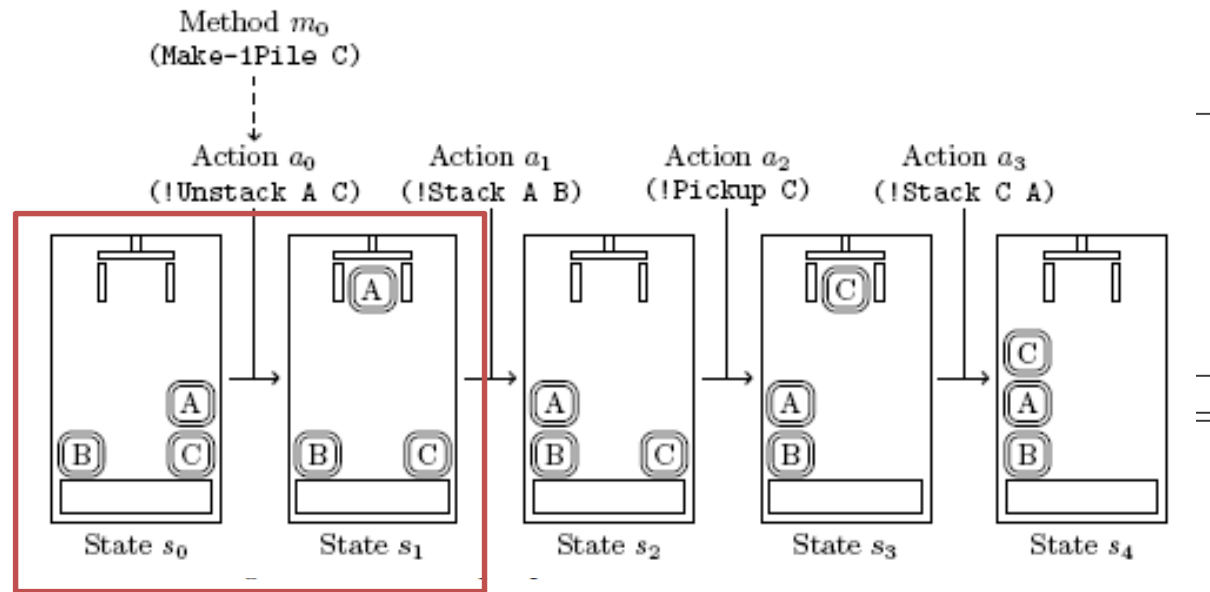 Method m₀
(Make-1Pile C)
Action a₀
(!Unstack A C)
Action a₁
(!Stack A B)
Action a₂
(!Pickup C)
Action a₃
(!Stack C A)
A
B C
State s₀
A
B C
State s₁
A
B C
State s₂
C
A
B
State s₃
C
A
B
State s₄